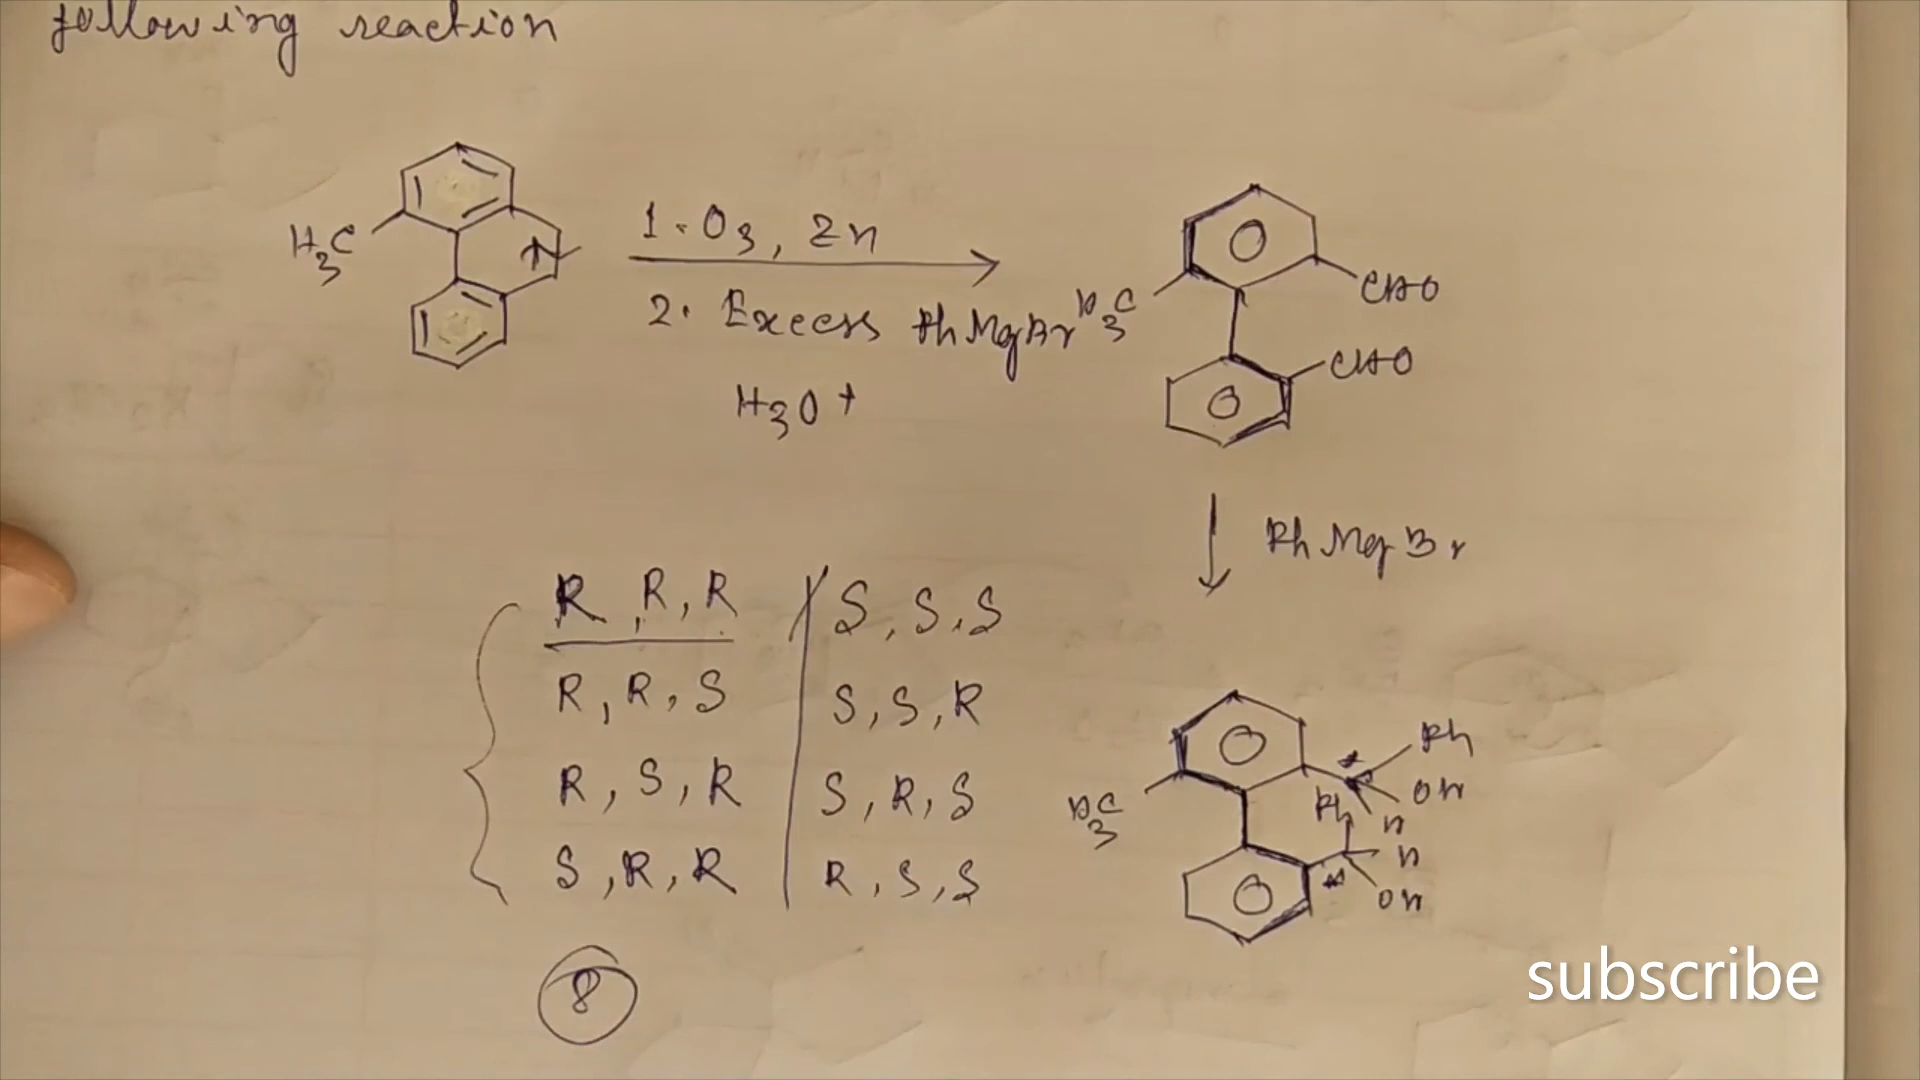 following reaction
H3C
1. O3, Zn
2. Excess PhMgBr
H3O+
H3C
CHO
CHO
PhMgBr
R, R, R
S, S, S
R, R, S
S, S, R
R, S, R
S, R, S
S, R, R
R, S, S
8
H3C
*
Ph
OH
H
Ph
H
*
OH
subscribe